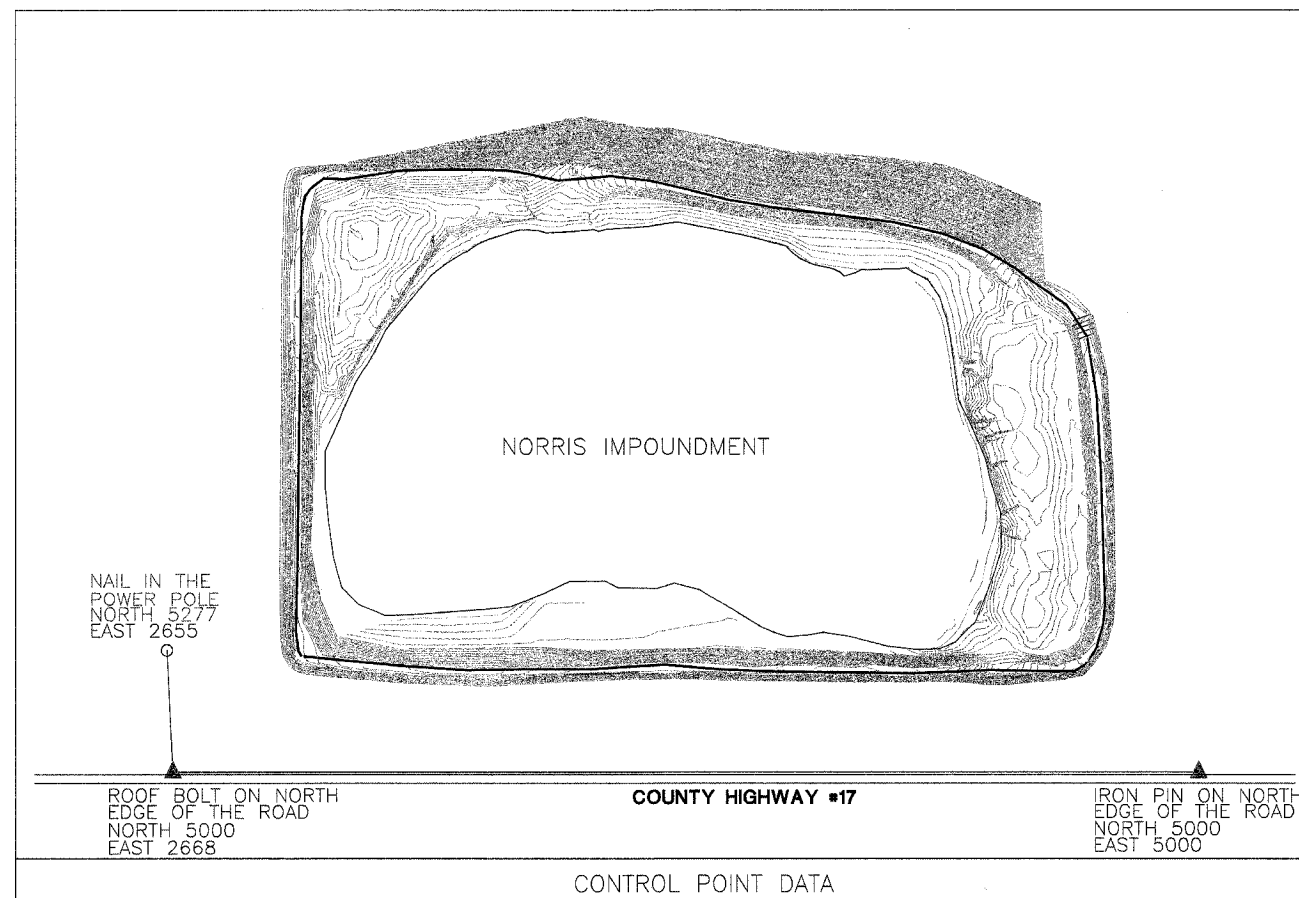 NORRIS IMPOUNDMENT
NAIL IN THE
POWER POLE
NORTH 5277
EAST 2655
ROOF BOLT ON NORTH
EDGE OF THE ROAD
NORTH 5000
EAST 2668
COUNTY HIGHWAY #17
IRON PIN ON NORTH
EDGE OF THE ROAD
NORTH 5000
EAST 5000
CONTROL POINT DATA